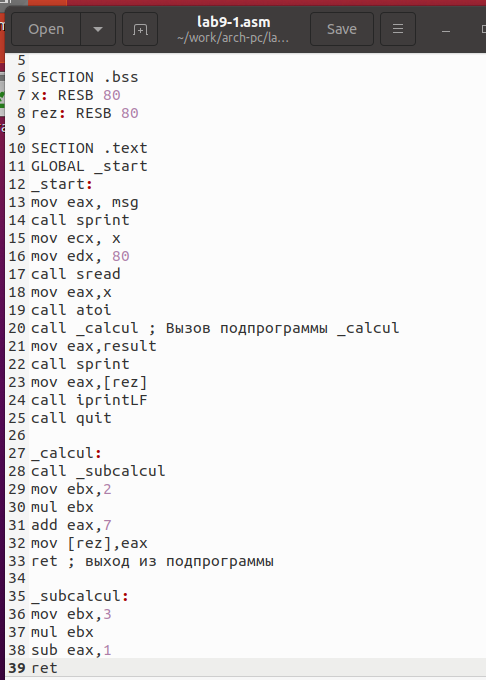 Open
lab9-1.asm
~/work/arch-pc/la...
Save
5
6 SECTION .bss
7 x: RESB 80
8 rez: RESB 80
9
10 SECTION .text
11 GLOBAL _start
12 _start:
13 mov eax, msg
14 call sprint
15 mov ecx, x
16 mov edx, 80
17 call sread
18 mov eax,x
19 call atoi
20 call _calcul ; Вызов подпрограммы _calcul
21 mov eax,result
22 call sprint
23 mov eax,[rez]
24 call iprintLF
25 call quit
26
27 _calcul:
28 call _subcalcul
29 mov ebx,2
30 mul ebx
31 add eax,7
32 mov [rez],eax
33 ret ; выход из подпрограммы
34
35 _subcalcul:
36 mov ebx,3
37 mul ebx
38 sub eax,1
39 ret